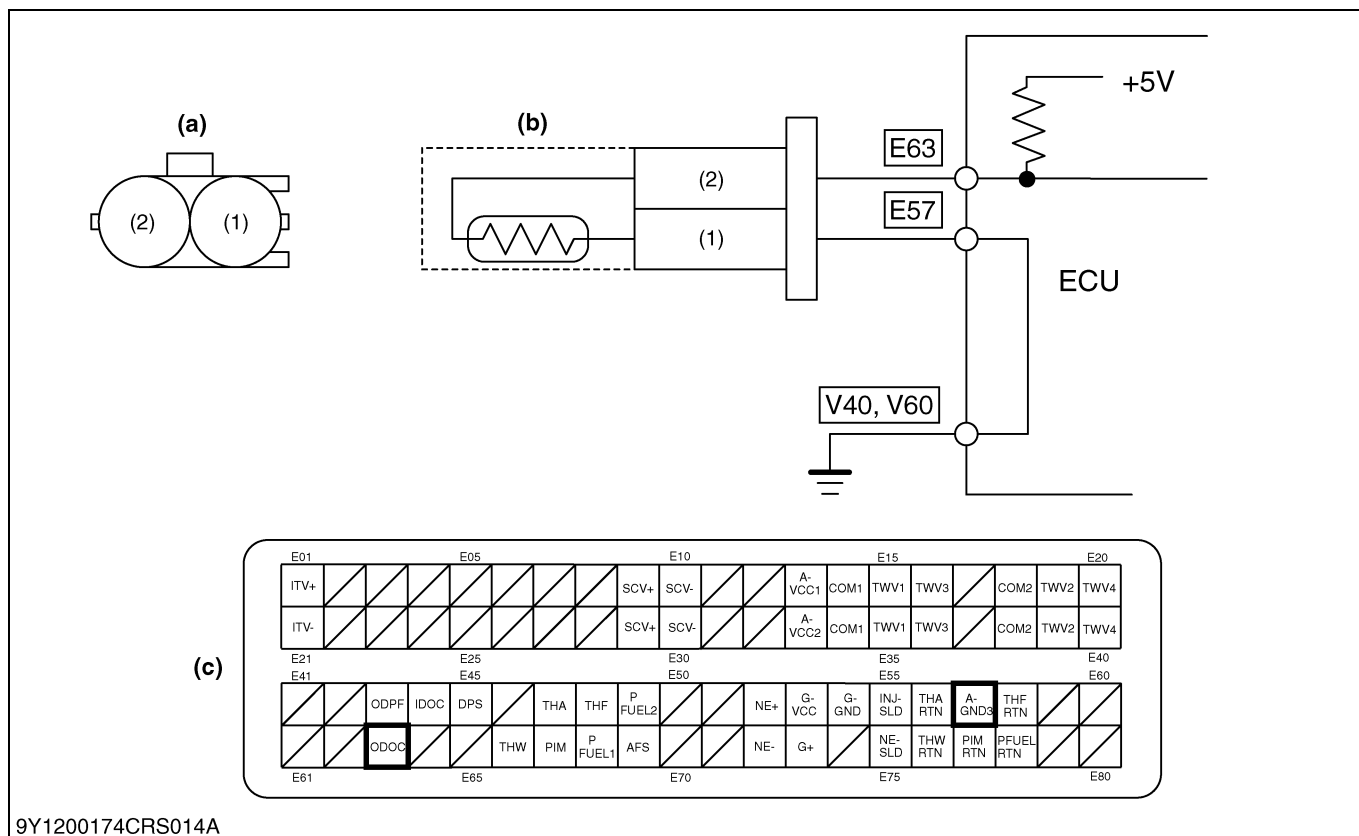 (a)
(2) (1)
(b)
(2)
(1)
E63
E57
+5V
ECU
V40, V60
(c)
E01 E05 E10 E15 E20
ITV+ SCV+ SCV- A-VCC1 COM1 TWV1 TWV3 COM2 TWV2 TWV4
ITV- SCV+ SCV- A-VCC2 COM1 TWV1 TWV3 COM2 TWV2 TWV4
E21 E25 E30 E35 E40
E41 E45 E50 E55 E60
ODPF IDOC DPS THA THF P FUEL2 NE+ G-VCC G-GND INJ-SLD THA RTN A-GND3 THF RTN
ODOC THW PIM P FUEL1 AFS NE- G+ NE-SLD THW RTN PIM RTN PFUEL RTN
E61 E65 E70 E75 E80
9Y1200174CRS014A